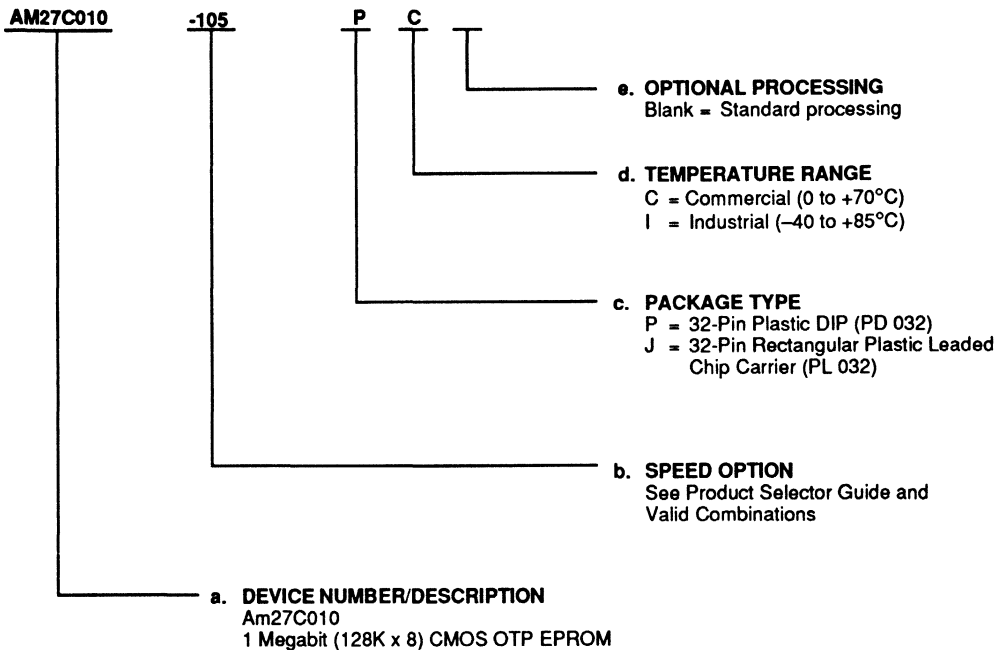 AM27C010 -105 P C
e. OPTIONAL PROCESSING
Blank = Standard processing
d. TEMPERATURE RANGE
C = Commercial (0 to +70°C)
I = Industrial (–40 to +85°C)
c. PACKAGE TYPE
P = 32-Pin Plastic DIP (PD 032)
J = 32-Pin Rectangular Plastic Leaded
Chip Carrier (PL 032)
b. SPEED OPTION
See Product Selector Guide and
Valid Combinations
a. DEVICE NUMBER/DESCRIPTION
Am27C010
1 Megabit (128K x 8) CMOS OTP EPROM